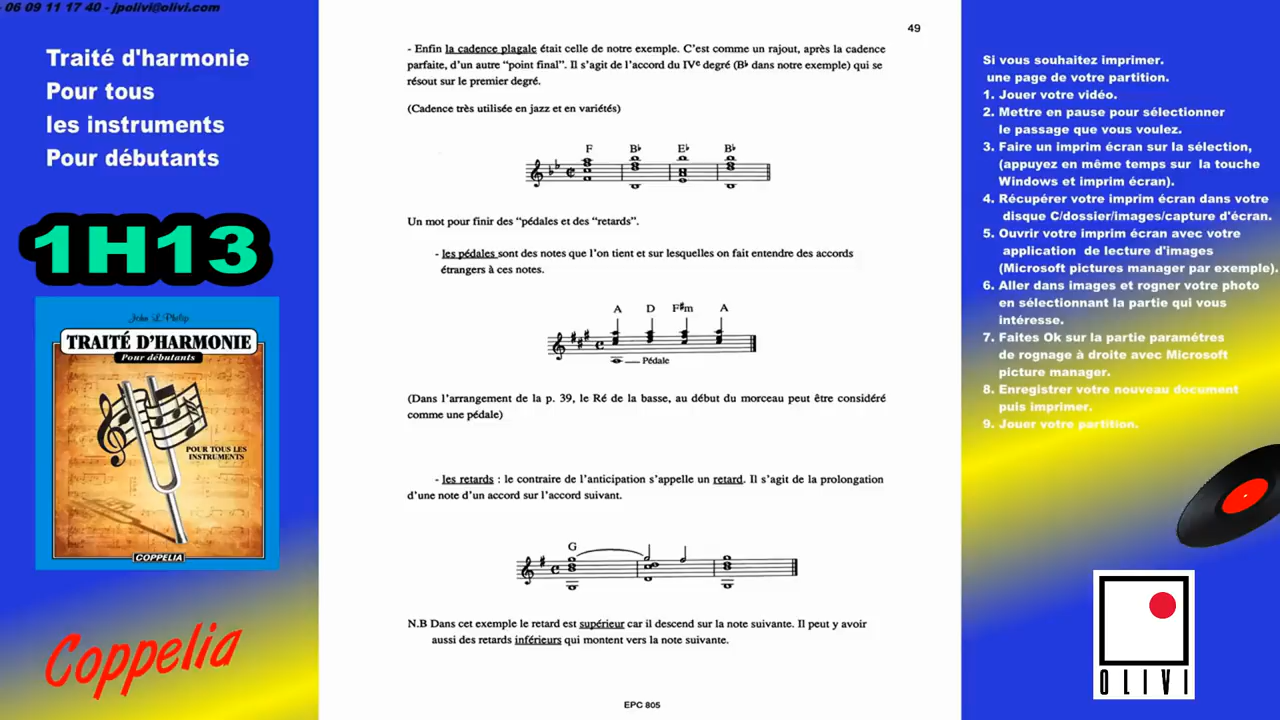 - 06 09 11 17 40 - jpolivi@olivi.com
Traité d'harmonie
Pour tous
les instruments
Pour débutants
1H13
John L. Philip
TRAITÉ D'HARMONIE
Pour débutants
POUR TOUS LES
INSTRUMENTS
COPPELIA
Coppelia
49
- Enfin la cadence plagale était celle de notre exemple. C'est comme un rajout, après la cadence
parfaite, d'un autre "point final". Il s'agit de l'accord du IVe degré (B♭ dans notre exemple) qui se
résout sur le premier degré.
(Cadence très utilisée en jazz et en variétés)
F B♭ E♭ B♭
Un mot pour finir des "pédales et des "retards".
- les pédales sont des notes que l'on tient et sur lesquelles on fait entendre des accords
étrangers à ces notes.
A D F#m A
Pédale
(Dans l'arrangement de la p. 39, le Ré de la basse, au début du morceau peut être considéré
comme une pédale)
- les retards : le contraire de l'anticipation s'appelle un retard. Il s'agit de la prolongation
d'une note d'un accord sur l'accord suivant.
G
N.B Dans cet exemple le retard est supérieur car il descend sur la note suivante. Il peut y avoir
aussi des retards inférieurs qui montent vers la note suivante.
EPC 805
Si vous souhaitez imprimer.
une page de votre partition.
1. Jouer votre vidéo.
2. Mettre en pause pour sélectionner
le passage que vous voulez.
3. Faire un imprim écran sur la sélection,
(appuyez en même temps sur la touche
Windows et imprim écran).
4. Récupérer votre imprim écran dans votre
disque C/dossier/images/capture d'écran.
5. Ouvrir votre imprim écran avec votre
application de lecture d'images
(Microsoft pictures manager par exemple).
6. Aller dans images et rogner votre photo
en sélectionnant la partie qui vous
intéresse.
7. Faites Ok sur la partie paramétres
de rognage à droite avec Microsoft
picture manager.
8. Enregistrer votre nouveau document
puis imprimer.
9. Jouer votre partition.
OLIVI